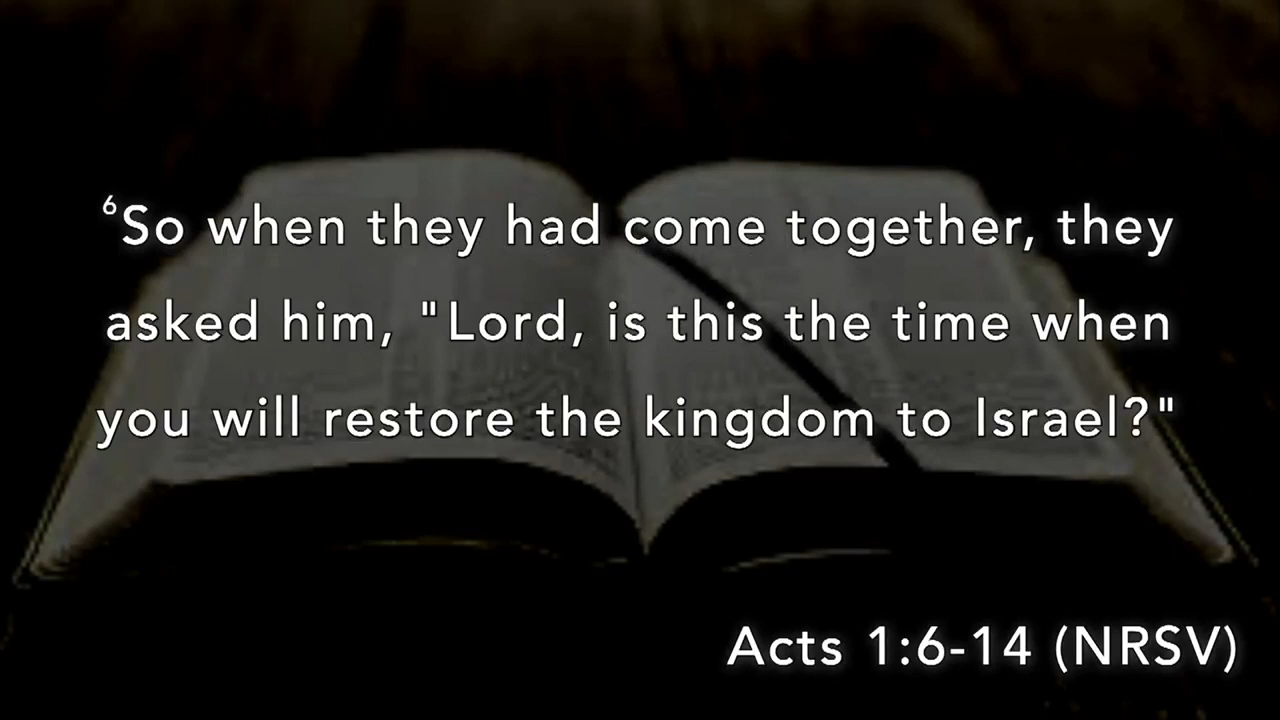 ⁶So when they had come together, they
asked him, "Lord, is this the time when
you will restore the kingdom to Israel?"
Acts 1:6-14 (NRSV)